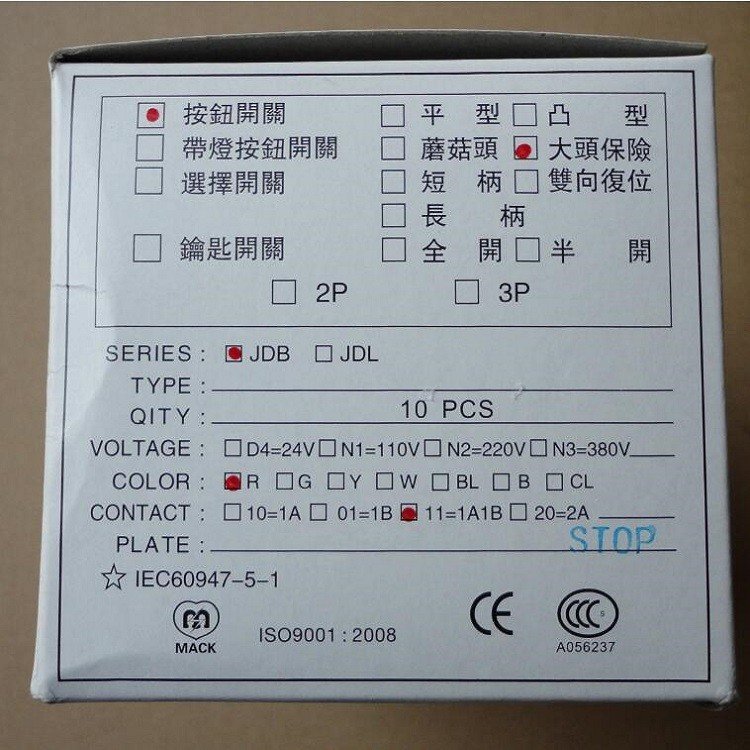 按鈕開關 平型 凸型
帶燈按鈕開關 蘑菇頭 大頭保險
選擇開關 短柄 雙向復位
長柄
鑰匙開關 全開 半開
2P 3P
SERIES : JDB JDL
TYPE :
QITY : 10 PCS
VOLTAGE : D4=24V N1=110V N2=220V N3=380V
COLOR : R G Y W BL B CL
CONTACT : 10=1A 01=1B 11=1A1B 20=2A
PLATE : STOP
☆ IEC60947-5-1
MACK ISO9001 : 2008 CE CCC S A056237